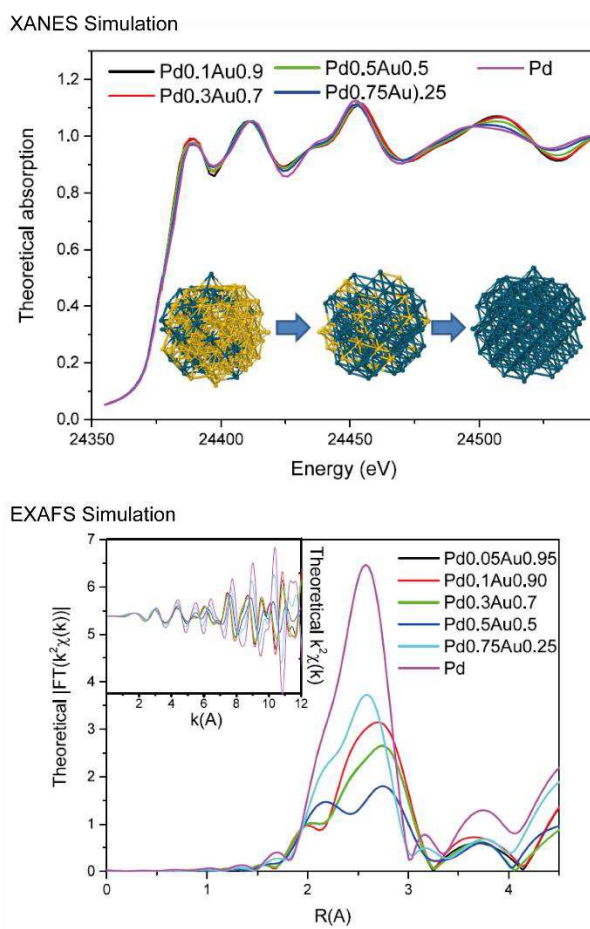 XANES Simulation
Pd0.1Au0.9 Pd0.5Au0.5 Pd
Pd0.3Au0.7 Pd0.75Au).25
1.2
1.0
0.8
0.6
0.4
0.2
0.0
Theoretical absorption
24350 24400 24450 24500
Energy (eV)
EXAFS Simulation
7
6
5
4
3
2
1
0
Theoretical |FT(k²χ(k))|
0 2 4 6 8 10 12
k(A)
Theoretical k²χ(k)
Pd0.05Au0.95
Pd0.1Au0.90
Pd0.3Au0.7
Pd0.5Au0.5
Pd0.75Au0.25
Pd
0 1 2 3 4
R(A)